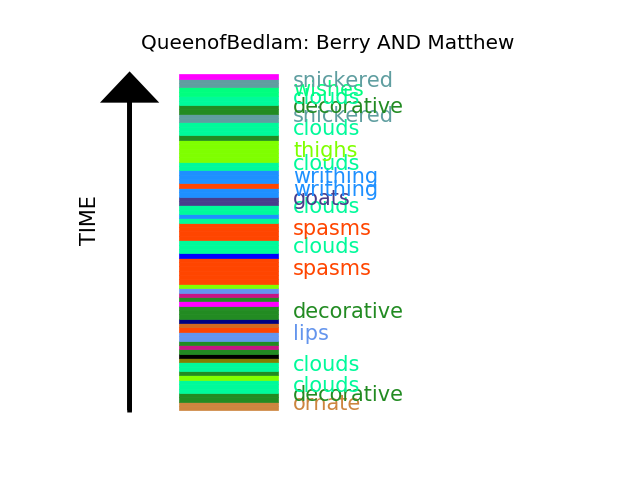 QueenofBedlam: Berry AND Matthew
snickered
wishes
clouds
decorative
snickered
clouds
thighs
clouds
writhing
writhing
goats
clouds
spasms
clouds
spasms
decorative
lips
clouds
clouds
decorative
ornate
TIME